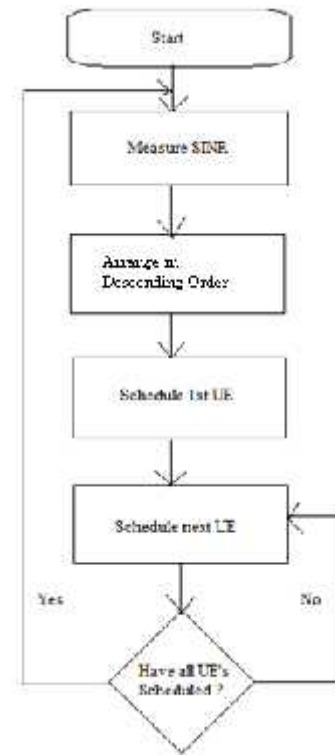 Start
Measure SINR
Arrange in
Descending Order
Schedule 1st UE
Schedule next UE
Yes
No
Have all UE's
Scheduled ?